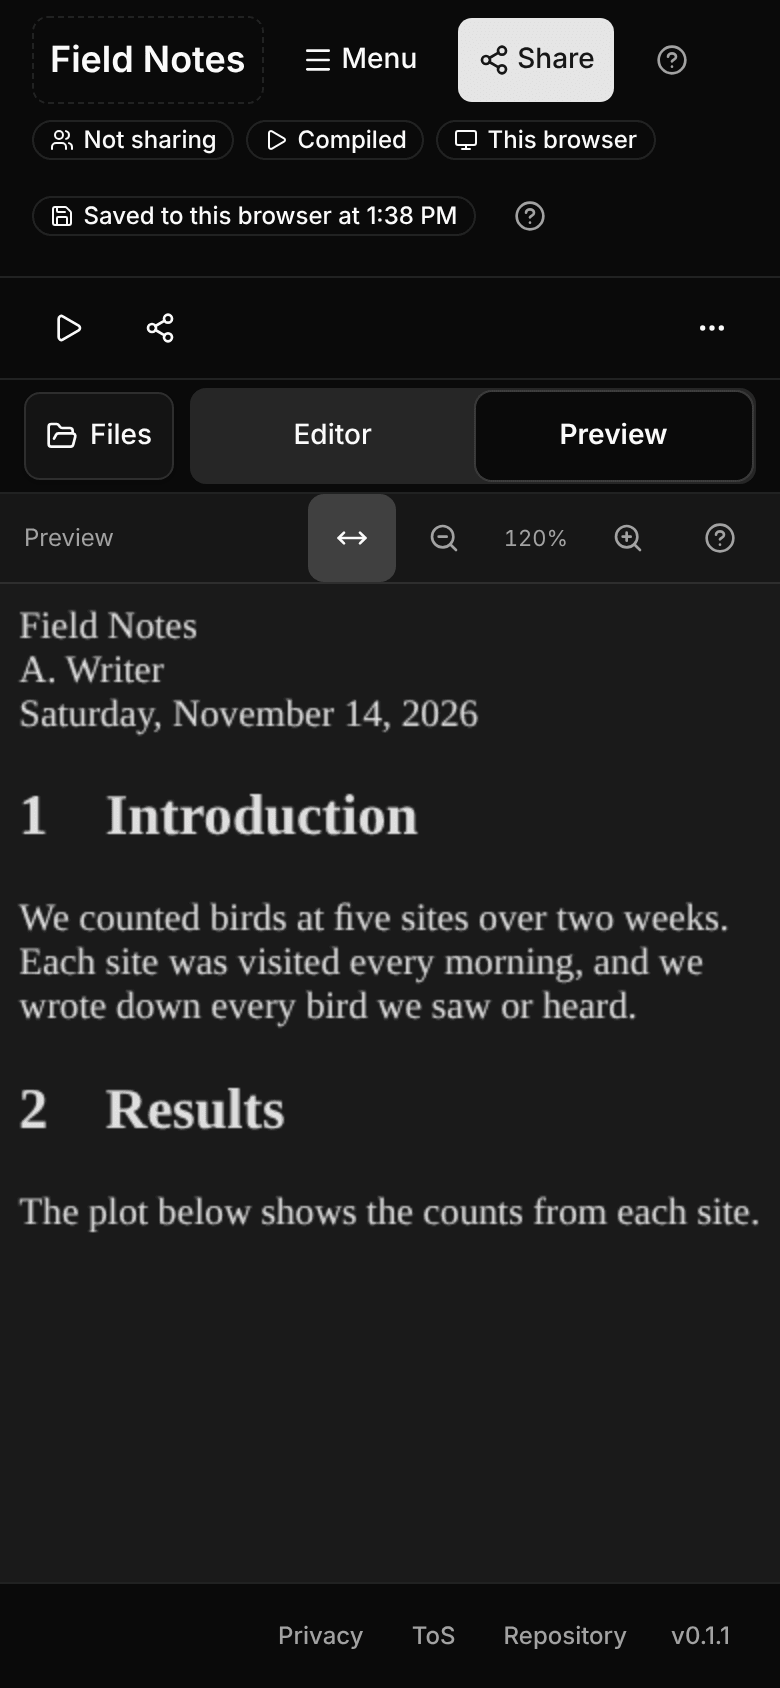 Field Notes
Menu
Share
Not sharing
Compiled
This browser
Saved to this browser at 1:38 PM
Files
Editor
Preview
Preview
120%
Field Notes
A. Writer
Saturday, November 14, 2026
1 Introduction
We counted birds at five sites over two weeks.
Each site was visited every morning, and we
wrote down every bird we saw or heard.
2 Results
The plot below shows the counts from each site.
Privacy
ToS
Repository
v0.1.1